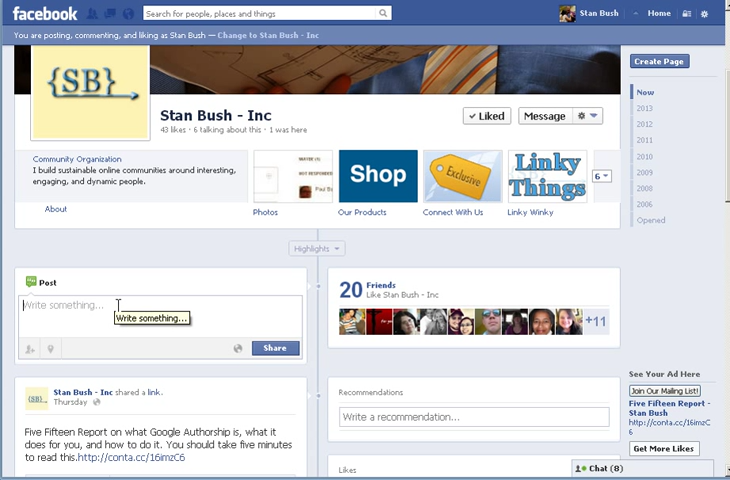 facebook
Search for people, places and things
Stan Bush
Home
You are posting, commenting, and liking as Stan Bush — Change to Stan Bush - Inc
{SB}
Create Page
Stan Bush - Inc
43 likes · 6 talking about this · 1 was here
Liked
Message
Now
2013
2012
2011
2010
2009
2008
2006
Opened
Community Organization
I build sustainable online communities around interesting,
engaging, and dynamic people.
About
NOT RESPONDED
Paul B
Shop
Exclusive
Linky
Things
6
Photos
Our Products
Connect With Us
Linky Winky
Highlights
Post
Write something...
Write something...
Share
20 Friends
Like Stan Bush - Inc
+11
Stan Bush - Inc shared a link.
Thursday
Five Fifteen Report on what Google Authorship is, what it
does for you, and how to do it. You should take five minutes
to read this.http://conta.cc/16imzC6
Recommendations
Write a recommendation...
Likes
See Your Ad Here
Join Our Mailing List!
Five Fifteen Report -
Stan Bush
http://conta.cc/16imzC
6
Get More Likes
Chat (8)